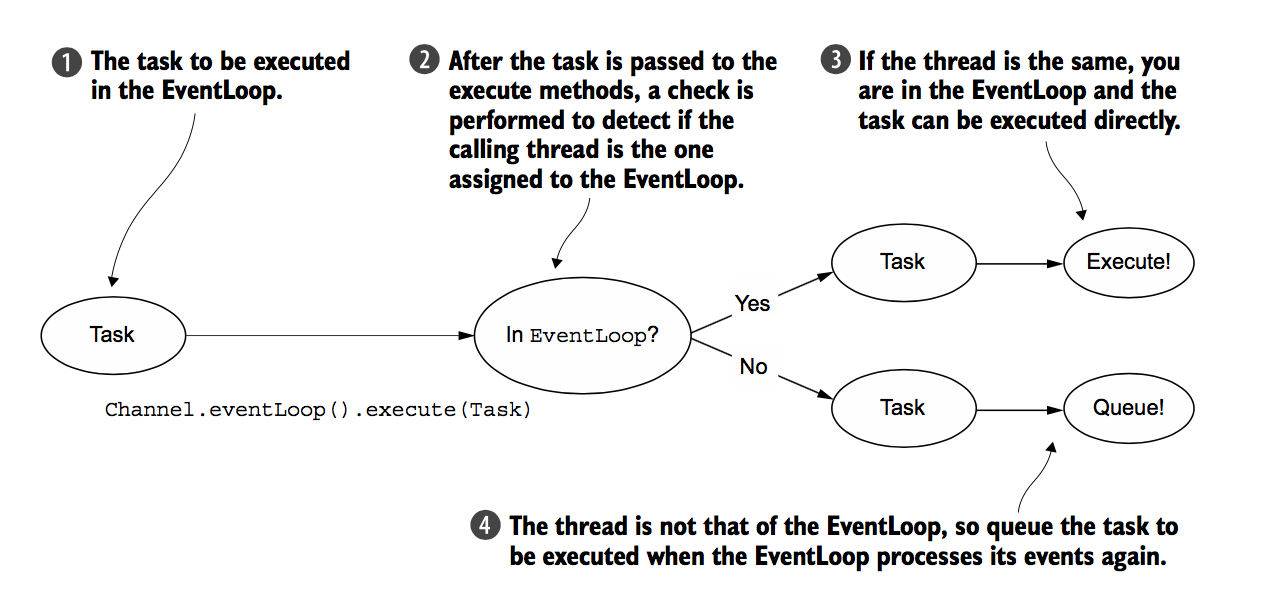 1 The task to be executed
in the EventLoop.
2 After the task is passed to the
execute methods, a check is
performed to detect if the
calling thread is the one
assigned to the EventLoop.
3 If the thread is the same, you
are in the EventLoop and the
task can be executed directly.
Task
Channel.eventLoop().execute(Task)
In EventLoop?
Yes
Task
Execute!
No
Task
Queue!
4 The thread is not that of the EventLoop, so queue the task to
be executed when the EventLoop processes its events again.